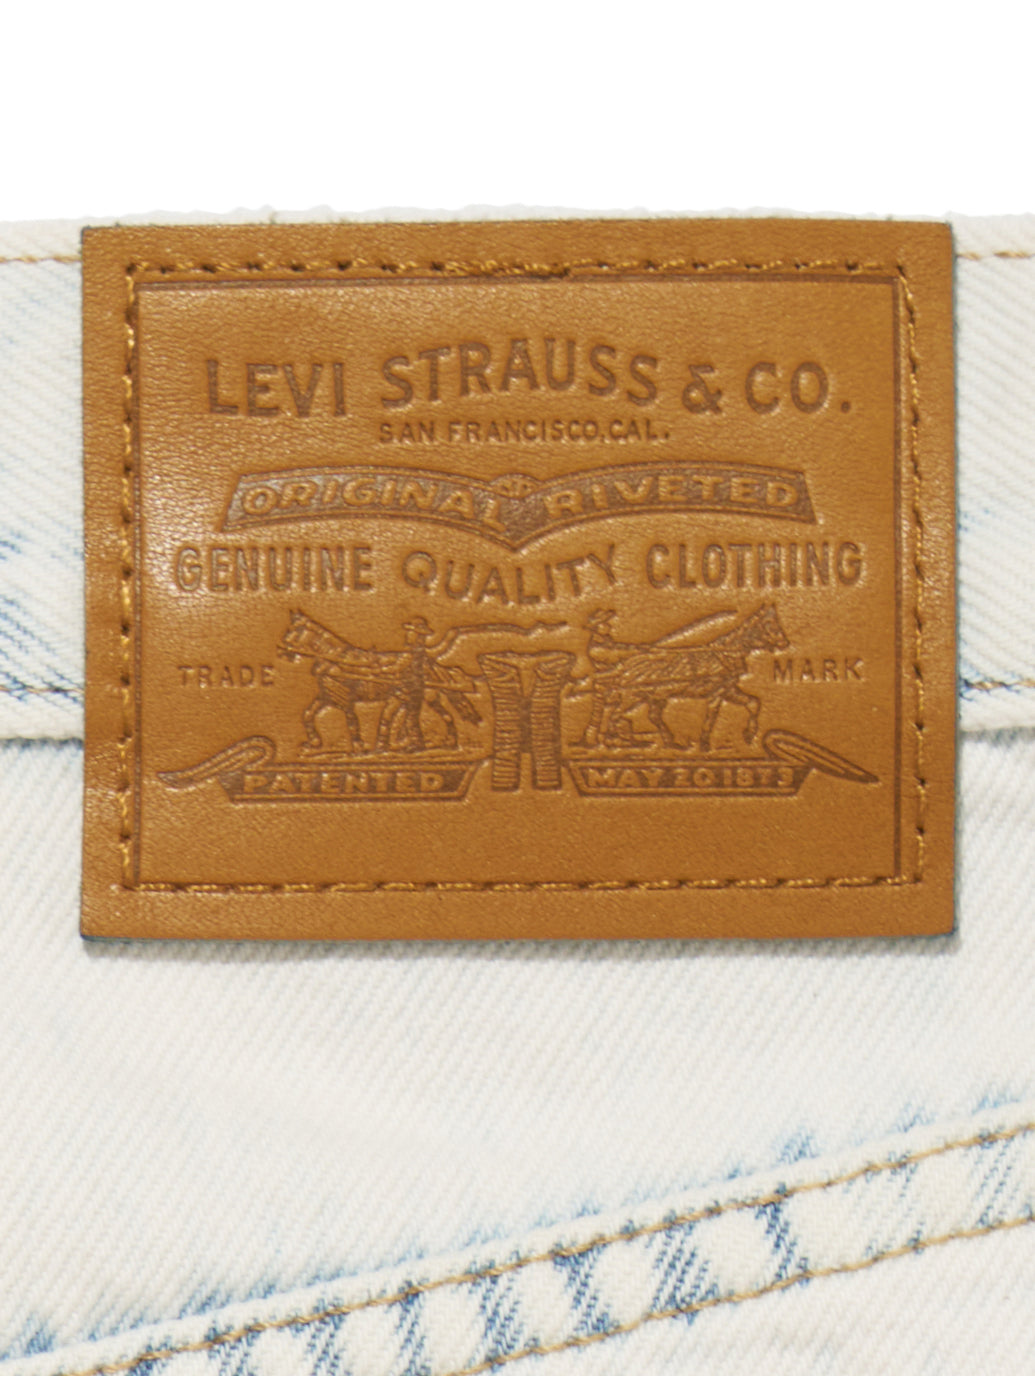 LEVI STRAUSS & CO.
SAN FRANCISCO, CAL.
ORIGINAL RIVETED
GENUINE QUALITY CLOTHING
TRADE MARK
PATENTED MAY 20 1873